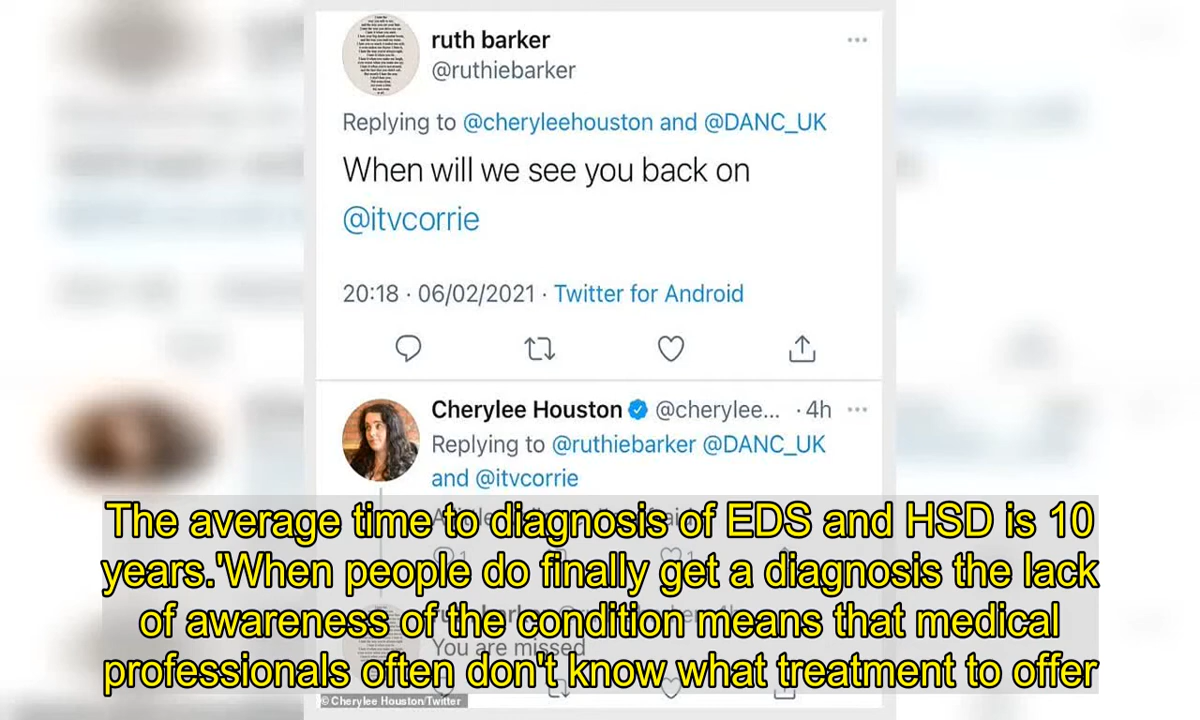 ruth barker
@ruthiebarker
Replying to @cheryleehouston and @DANC_UK
When will we see you back on
@itvcorrie
20:18 · 06/02/2021 · Twitter for Android
Cherylee Houston @cherylee... · 4h
Replying to @ruthiebarker @DANC_UK
and @itvcorrie
The average time to diagnosis of EDS and HSD is 10
years.'When people do finally get a diagnosis the lack
of awareness of the condition means that medical
professionals often don't know what treatment to offer
1
1
You are missed
© Cherylee Houston/Twitter